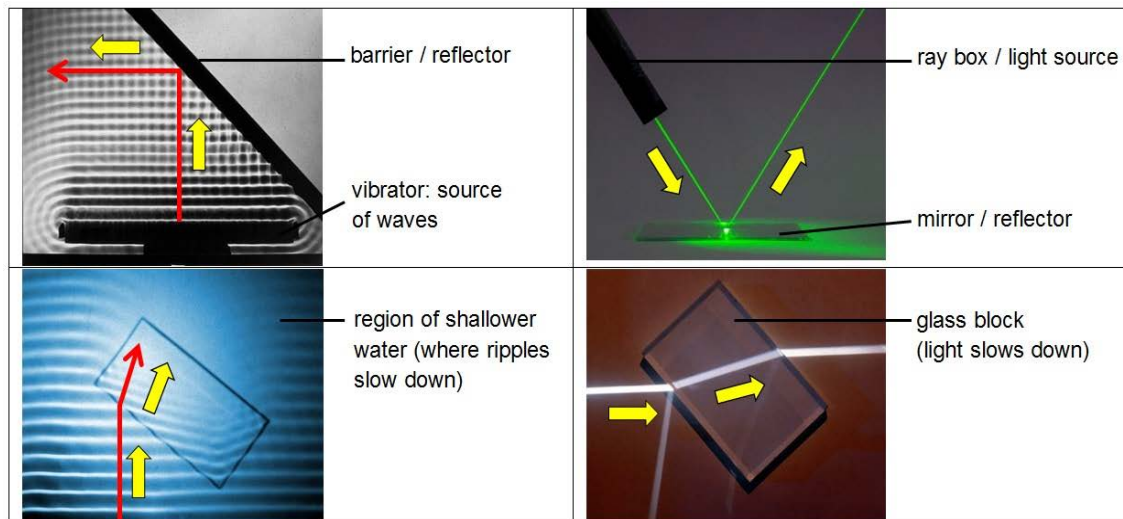 barrier / reflector
vibrator: source
of waves
ray box / light source
mirror / reflector
region of shallower
water (where ripples
slow down)
glass block
(light slows down)